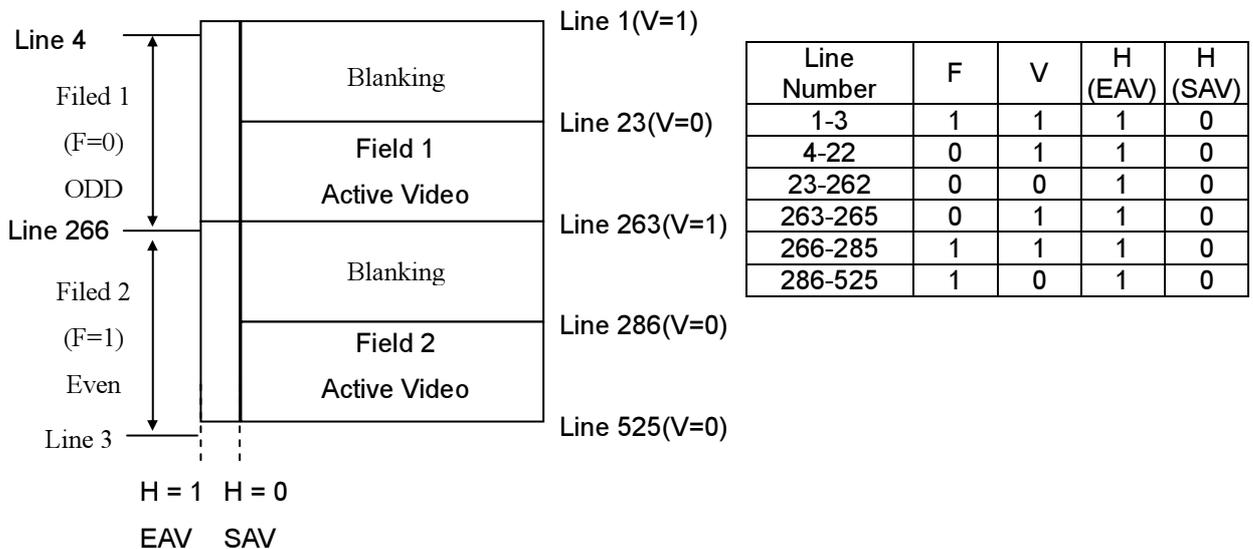 Line 4
Filed 1
(F=0)
ODD
Line 266
Filed 2
(F=1)
Even
Line 3
Blanking
Field 1
Active Video
Blanking
Field 2
Active Video
Line 1(V=1)
Line 23(V=0)
Line 263(V=1)
Line 286(V=0)
Line 525(V=0)
H = 1 H = 0
EAV SAV
Line Number F V H (EAV) H (SAV)
1-3 1 1 1 0
4-22 0 1 1 0
23-262 0 0 1 0
263-265 0 1 1 0
266-285 1 1 1 0
286-525 1 0 1 0